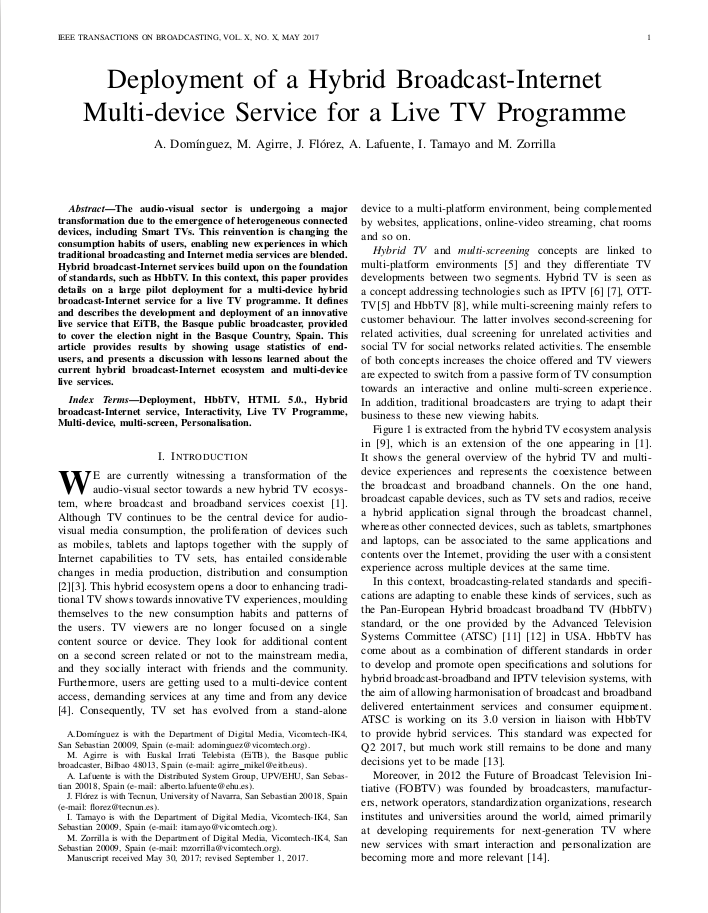 IEEE TRANSACTIONS ON BROADCASTING, VOL. X, NO. X, MAY 2017 1
Deployment of a Hybrid Broadcast-Internet
Multi-device Service for a Live TV Programme
A. Domínguez, M. Agirre, J. Flórez, A. Lafuente, I. Tamayo and M. Zorrilla
Abstract—The audio-visual sector is undergoing a major
transformation due to the emergence of heterogeneous connected
devices, including Smart TVs. This reinvention is changing the
consumption habits of users, enabling new experiences in which
traditional broadcasting and Internet media services are blended.
Hybrid broadcast-Internet services build upon on the foundation
of standards, such as HbbTV. In this context, this paper provides
details on a large pilot deployment for a multi-device hybrid
broadcast-Internet service for a live TV programme. It defines
and describes the development and deployment of an innovative
live service that EiTB, the Basque public broadcaster, provided
to cover the election night in the Basque Country, Spain. This
article provides results by showing usage statistics of end-
users, and presents a discussion with lessons learned about the
current hybrid broadcast-Internet ecosystem and multi-device
live services.
Index Terms—Deployment, HbbTV, HTML 5.0., Hybrid
broadcast-Internet service, Interactivity, Live TV Programme,
Multi-device, multi-screen, Personalisation.
I. INTRODUCTION
WE are currently witnessing a transformation of the
audio-visual sector towards a new hybrid TV ecosys-
tem, where broadcast and broadband services coexist [1].
Although TV continues to be the central device for audio-
visual media consumption, the proliferation of devices such
as mobiles, tablets and laptops together with the supply of
Internet capabilities to TV sets, has entailed considerable
changes in media production, distribution and consumption
[2][3]. This hybrid ecosystem opens a door to enhancing tradi-
tional TV shows towards innovative TV experiences, moulding
themselves to the new consumption habits and patterns of
the users. TV viewers are no longer focused on a single
content source or device. They look for additional content
on a second screen related or not to the mainstream media,
and they socially interact with friends and the community.
Furthermore, users are getting used to a multi-device content
access, demanding services at any time and from any device
[4]. Consequently, TV set has evolved from a stand-alone
A.Domínguez is with the Department of Digital Media, Vicomtech-IK4,
San Sebastian 20009, Spain (e-mail: adominguez@vicomtech.org).
M. Agirre is with Euskal Irrati Telebista (EiTB), the Basque public
broadcaster, Bilbao 48013, Spain (e-mail: agirre_mikel@eitb.eus).
A. Lafuente is with the Distributed System Group, UPV/EHU, San Sebas-
tian 20018, Spain (e-mail: alberto.lafuente@ehu.es).
J. Flórez is with Tecnun, University of Navarra, San Sebastian 20018, Spain
(e-mail: florez@tecnun.es).
I. Tamayo is with the Department of Digital Media, Vicomtech-IK4, San
Sebastian 20009, Spain (e-mail: itamayo@vicomtech.org).
M. Zorrilla is with the Department of Digital Media, Vicomtech-IK4, San
Sebastian 20009, Spain (e-mail: mzorrilla@vicomtech.org).
Manuscript received May 30, 2017; revised September 1, 2017.
device to a multi-platform environment, being complemented
by websites, applications, online-video streaming, chat rooms
and so on.
Hybrid TV and multi-screening concepts are linked to
multi-platform environments [5] and they differentiate TV
developments between two segments. Hybrid TV is seen as
a concept addressing technologies such as IPTV [6] [7], OTT-
TV[5] and HbbTV [8], while multi-screening mainly refers to
customer behaviour. The latter involves second-screening for
related activities, dual screening for unrelated activities and
social TV for social networks related activities. The ensemble
of both concepts increases the choice offered and TV viewers
are expected to switch from a passive form of TV consumption
towards an interactive and online multi-screen experience.
In addition, traditional broadcasters are trying to adapt their
business to these new viewing habits.
Figure 1 is extracted from the hybrid TV ecosystem analysis
in [9], which is an extension of the one appearing in [1].
It shows the general overview of the hybrid TV and multi-
device experiences and represents the coexistence between
the broadcast and broadband channels. On the one hand,
broadcast capable devices, such as TV sets and radios, receive
a hybrid application signal through the broadcast channel,
whereas other connected devices, such as tablets, smartphones
and laptops, can be associated to the same applications and
contents over the Internet, providing the user with a consistent
experience across multiple devices at the same time.
In this context, broadcasting-related standards and specifi-
cations are adapting to enable these kinds of services, such as
the Pan-European Hybrid broadcast broadband TV (HbbTV)
standard, or the one provided by the Advanced Television
Systems Committee (ATSC) [11] [12] in USA. HbbTV has
come about as a combination of different standards in order
to develop and promote open specifications and solutions for
hybrid broadcast-broadband and IPTV television systems, with
the aim of allowing harmonisation of broadcast and broadband
delivered entertainment services and consumer equipment.
ATSC is working on its 3.0 version in liaison with HbbTV
to provide hybrid services. This standard was expected for
Q2 2017, but much work still remains to be done and many
decisions yet to be made [13].
Moreover, in 2012 the Future of Broadcast Television Ini-
tiative (FOBTV) was founded by broadcasters, manufactur-
ers, network operators, standardization organizations, research
institutes and universities around the world, aimed primarily
at developing requirements for next-generation TV where
new services with smart interaction and personalization are
becoming more and more relevant [14].